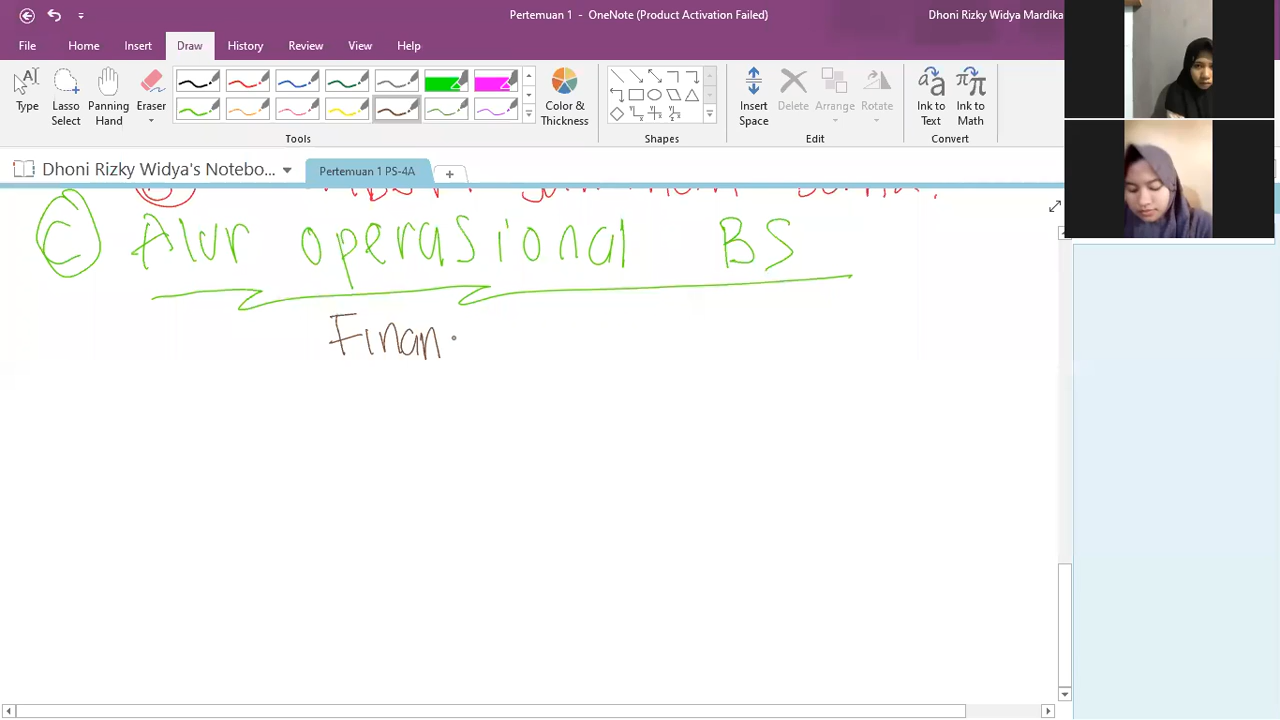 Pertemuan 1 - OneNote (Product Activation Failed)
Dhoni Rizky Widya Mardika
File Home Insert Draw History Review View Help
Type
Lasso Select
Panning Hand
Eraser
Color & Thickness
Insert Space
Delete
Arrange
Rotate
Ink to Text
Ink to Math
Tools
Shapes
Edit
Convert
Dhoni Rizky Widya's Notebo...
Pertemuan 1 PS-4A
C Alur operasional BS
Finan